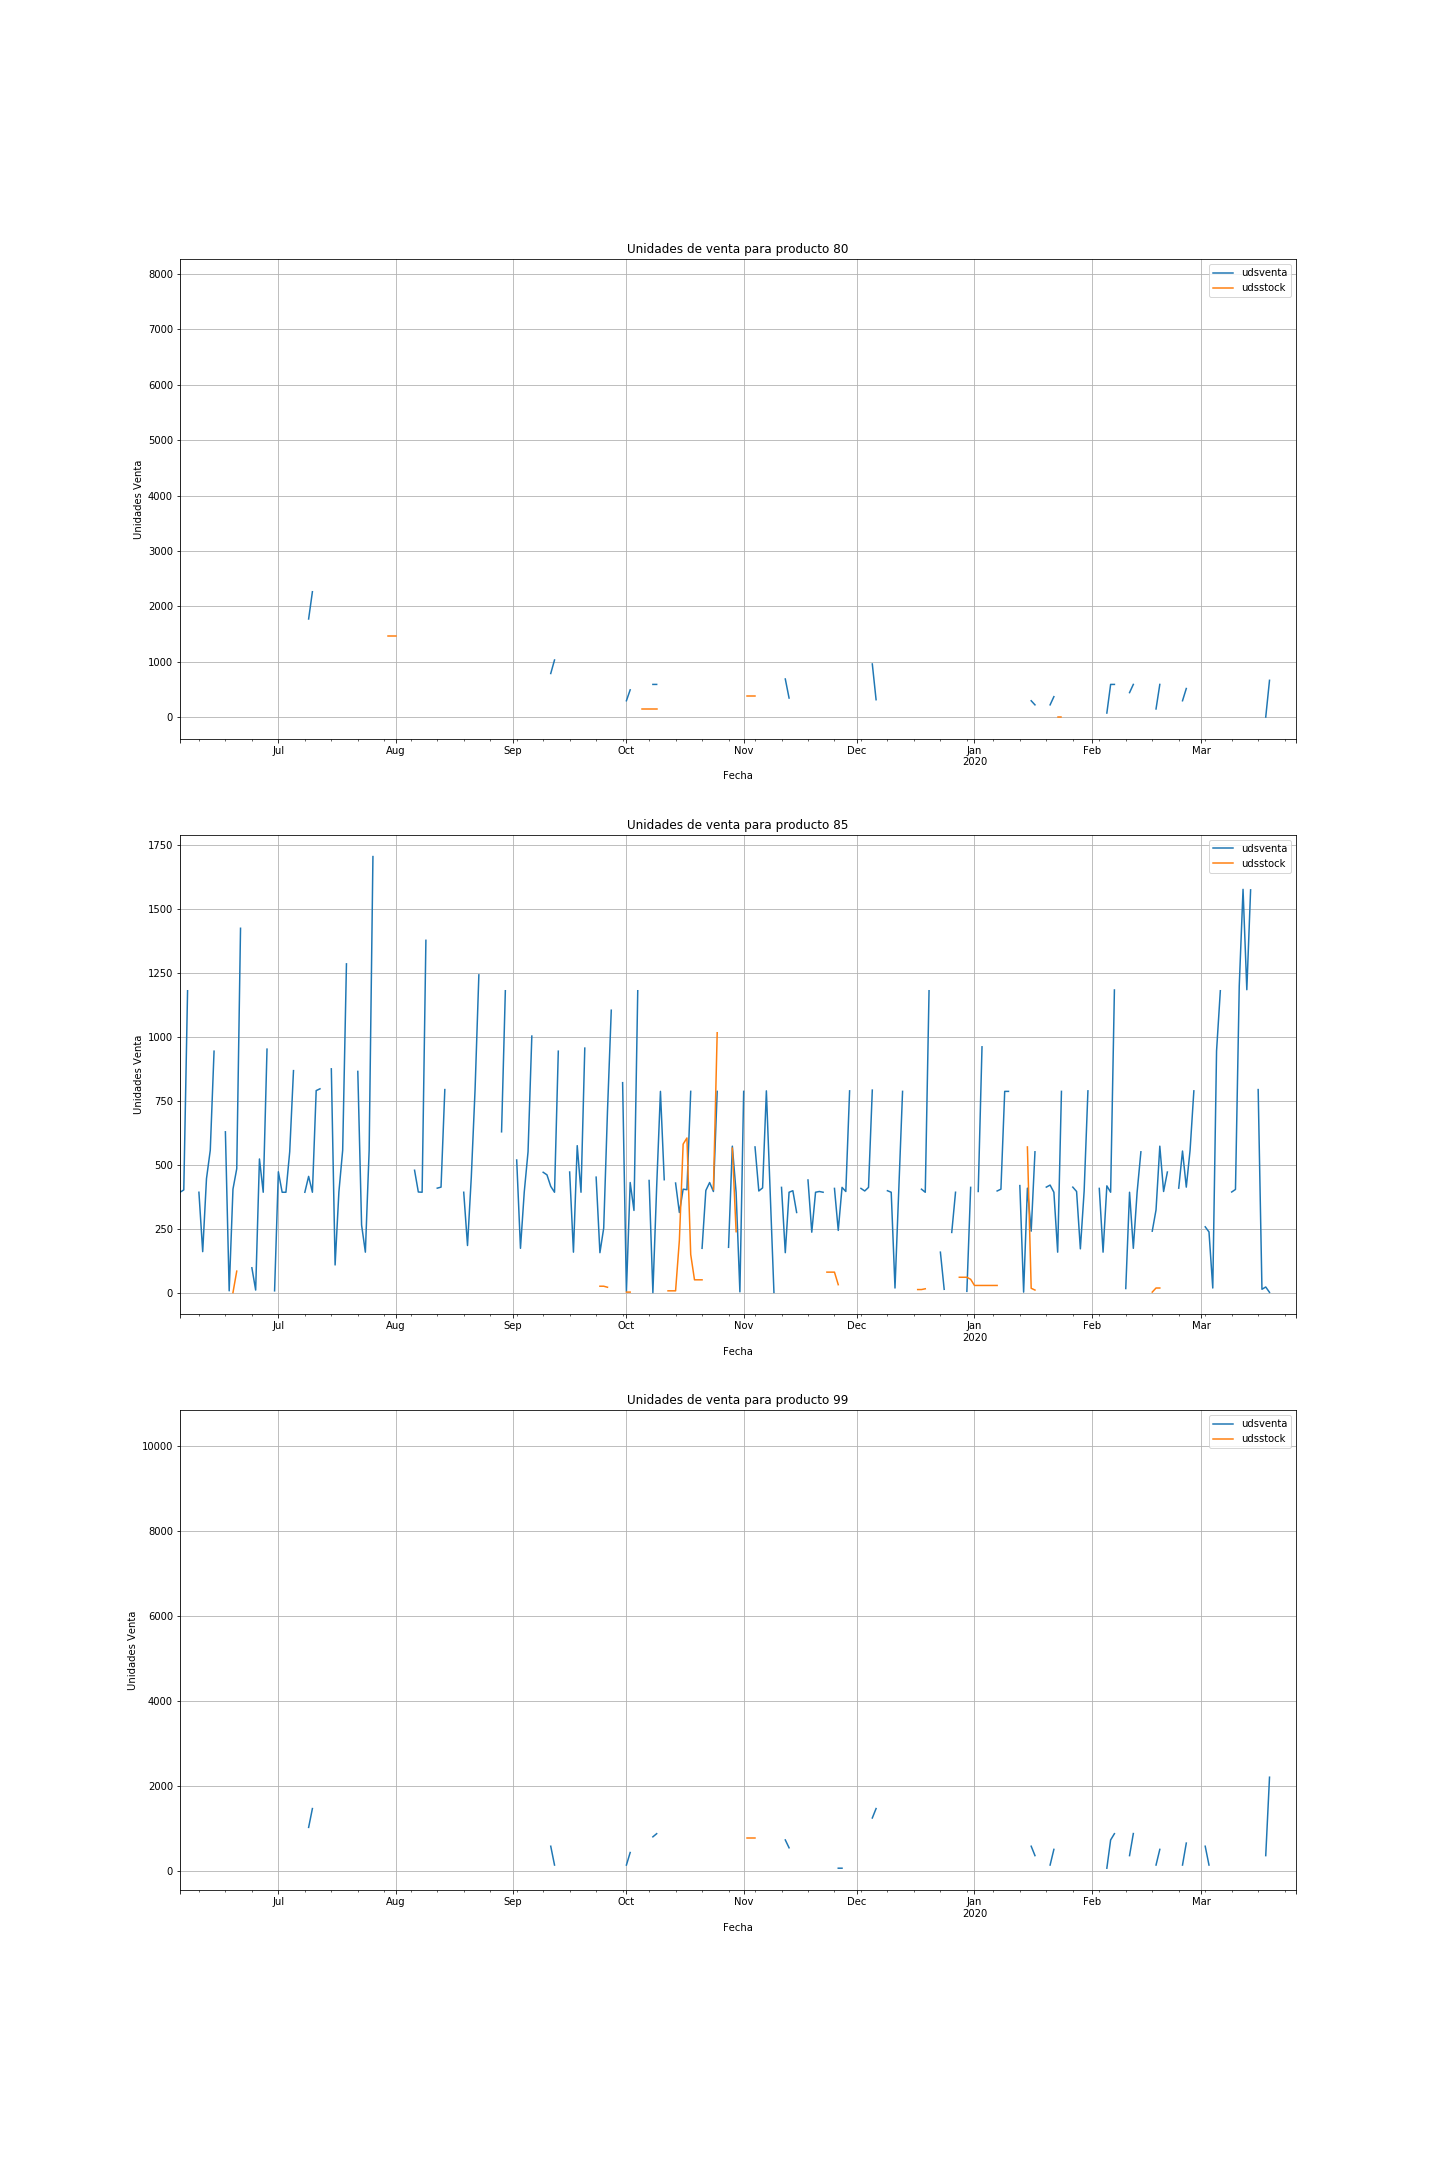 Unidades de venta para producto 80
udsventa
udsstock
8000
7000
6000
5000
4000
3000
2000
1000
0
Unidades Venta
Jul
Aug
Sep
Oct
Nov
Dec
Jan
2020
Feb
Mar
Fecha
Unidades de venta para producto 85
udsventa
udsstock
1750
1500
1250
1000
750
500
250
0
Unidades Venta
Jul
Aug
Sep
Oct
Nov
Dec
Jan
2020
Feb
Mar
Fecha
Unidades de venta para producto 99
udsventa
udsstock
10000
8000
6000
4000
2000
0
Unidades Venta
Jul
Aug
Sep
Oct
Nov
Dec
Jan
2020
Feb
Mar
Fecha